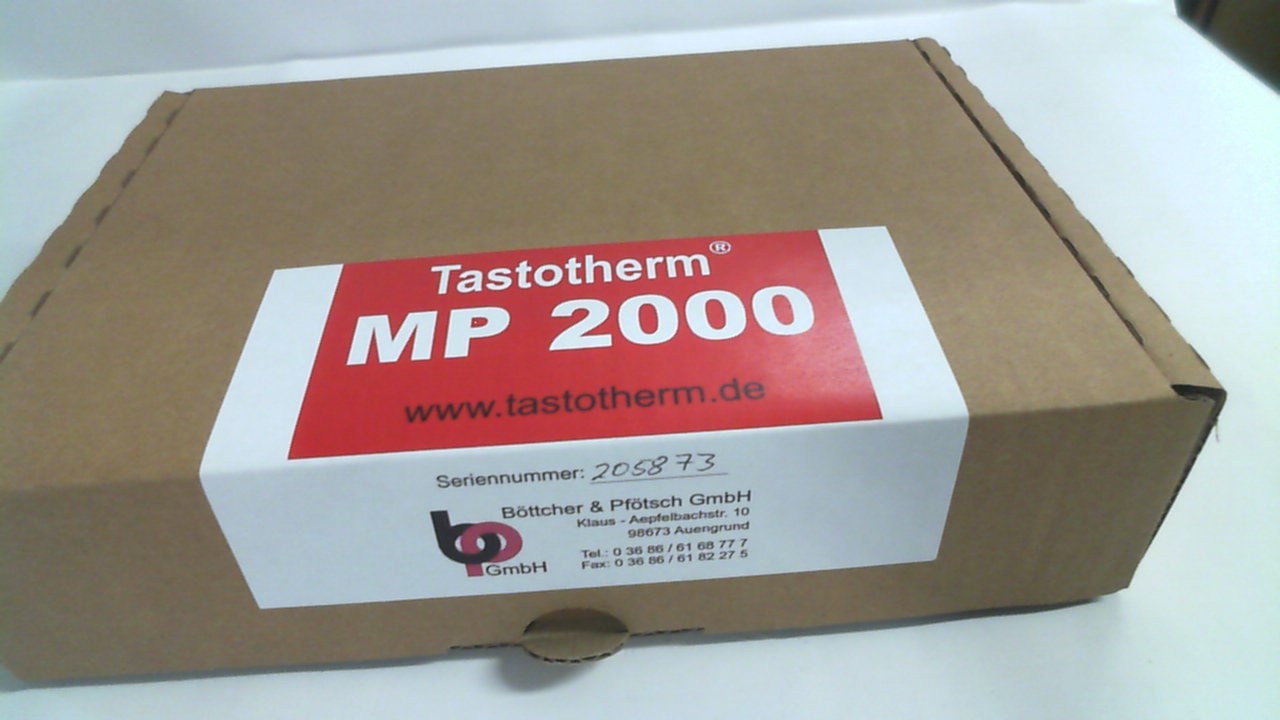 Tastotherm®
MP 2000
www.tastotherm.de
Seriennummer: 205873
bp GmbH
Böttcher & Pfötsch GmbH
Klaus - Aepfelbachstr. 10
98673 Auengrund
Tel.: 0 36 86 / 61 68 77 7
Fax: 0 36 86 / 61 82 27 5